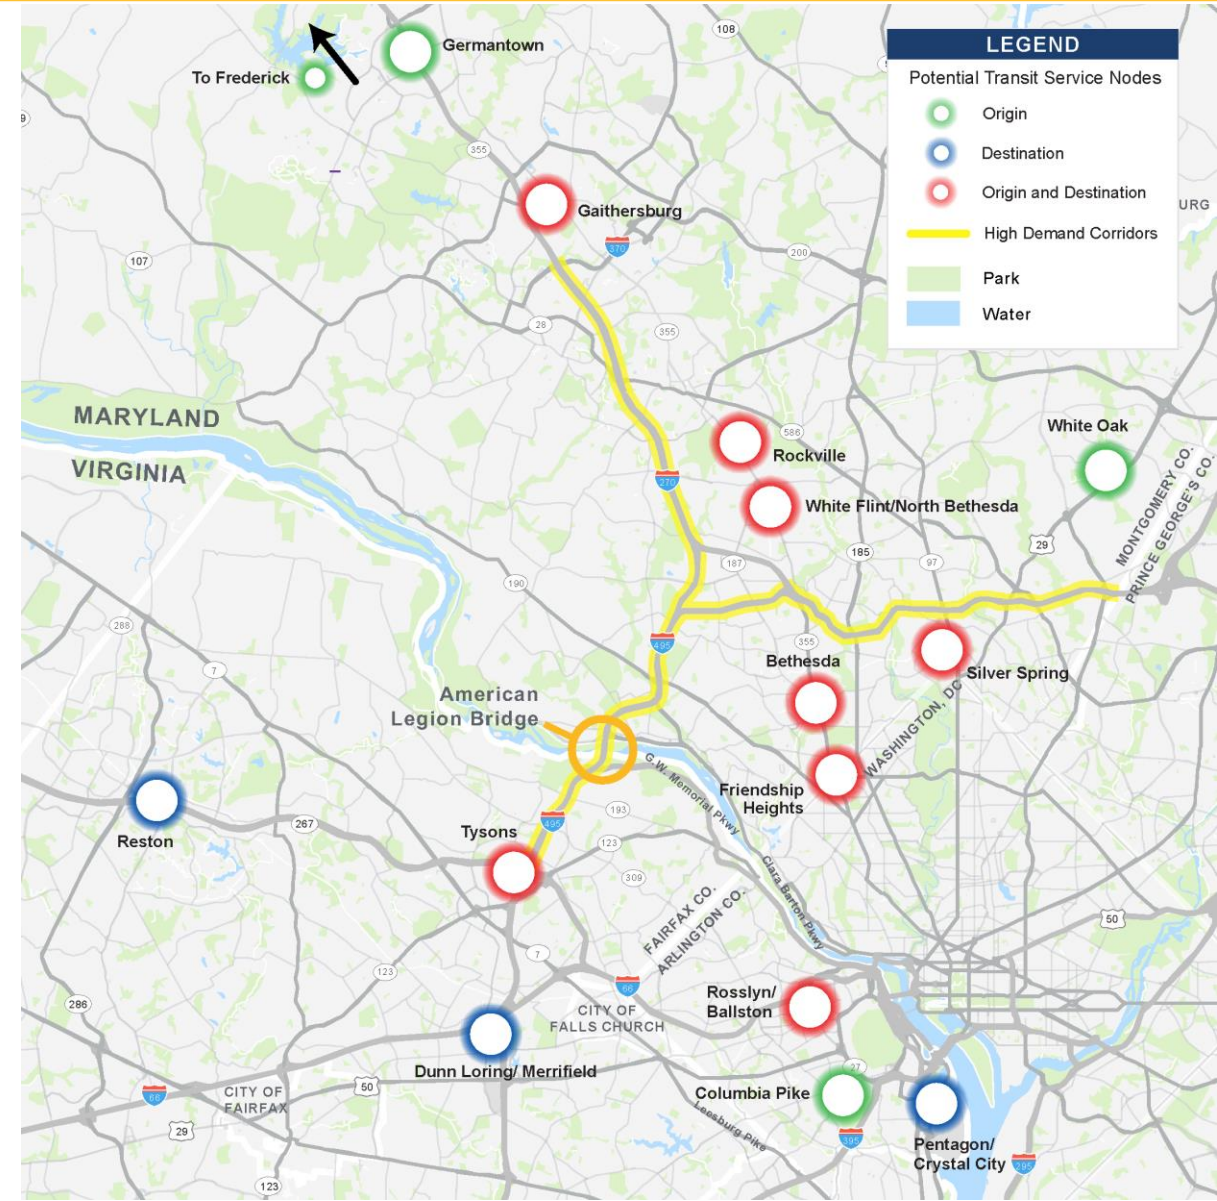 Germantown
To Frederick
108
LEGEND
Potential Transit Service Nodes
Origin
Destination
Origin and Destination
High Demand Corridors
Park
Water
URG
355
Gaithersburg
370
200
107
28
355
MARYLAND
VIRGINIA
White Oak
586
Rockville
270
White Flint/North Bethesda
MONTGOMERY CO.
PRINCE GEORGE'S CO.
29
185
97
187
190
288
7
495
355
Bethesda
Silver Spring
WASHINGTON, DC
American
Legion Bridge
G.W. Memorial Pkwy
Friendship
Heights
Reston
267
Tysons
495
193
123
309
Clara Barton Pkwy
FAIRFAX CO.
ARLINGTON CO.
50
7
123
66
286
Rosslyn/
Ballston
CITY OF
FALLS CHURCH
Dunn Loring/ Merrifield
27
Columbia Pike
66
CITY OF
FAIRFAX
50
29
Leesburg Pike
395
Pentagon/
Crystal City
295
123